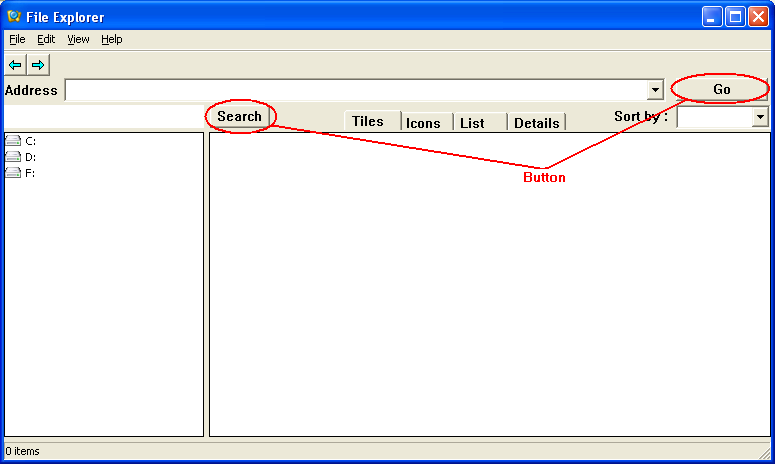 File Explorer
File Edit View Help
Address Go
Search Tiles Icons List Details Sort by :
C:
D:
F:
Button
0 items